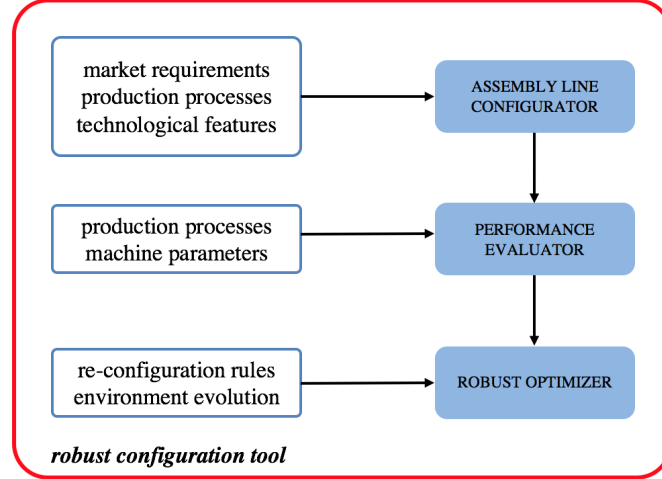 market requirements
production processes
technological features
ASSEMBLY LINE
CONFIGURATOR
production processes
machine parameters
PERFORMANCE
EVALUATOR
re-configuration rules
environment evolution
ROBUST OPTIMIZER
robust configuration tool